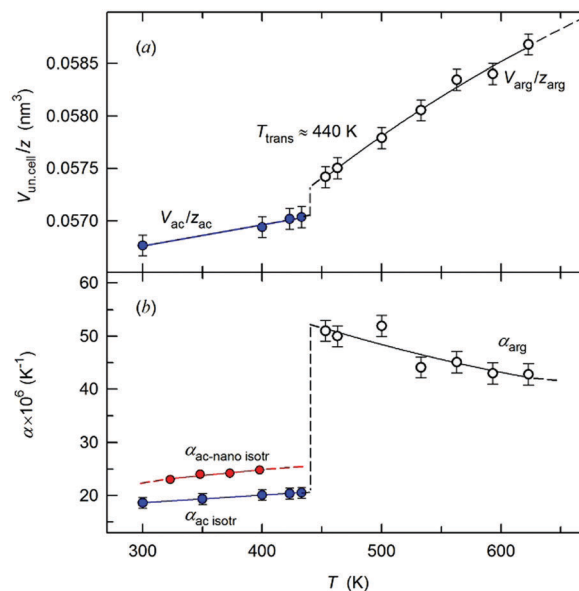 (a)
V_un.cell/z (nm³)
0.0585
0.0580
0.0575
0.0570
T_trans ≈ 440 K
V_arg/z_arg
V_ac/z_ac
(b)
α×10⁶ (K⁻¹)
60
50
40
30
20
10
α_arg
α_ac-nano isotr
α_ac isotr
300 400 500 600
T (K)